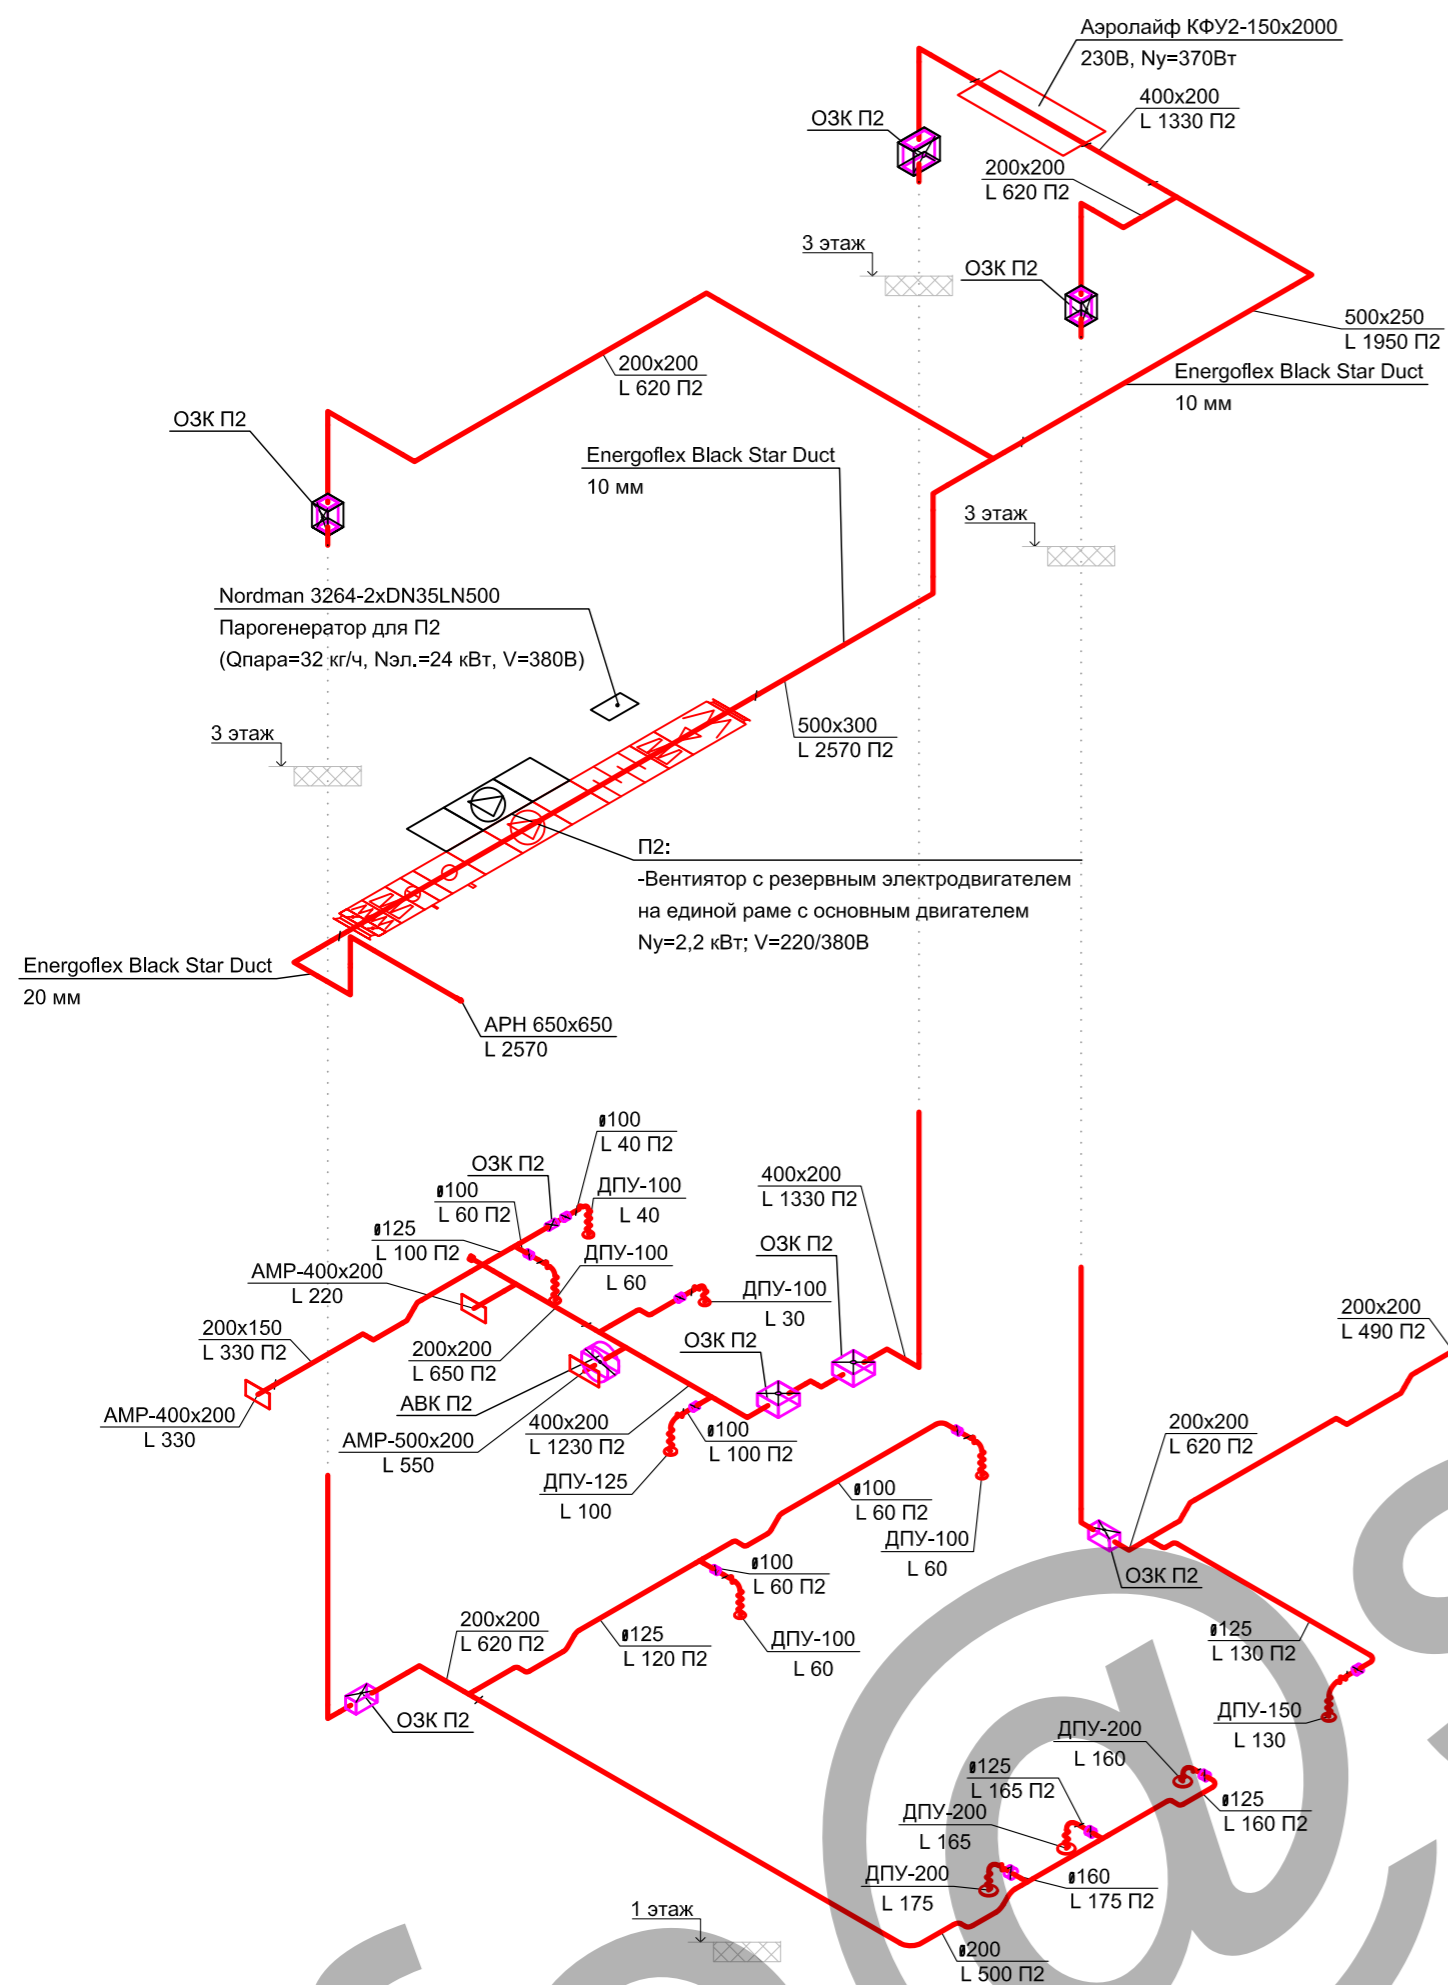 Аэролайф КФУ2-150х2000
230В, Nу=370Вт
400х200
L 1330 П2
ОЗК П2
200х200
L 620 П2
3 этаж
ОЗК П2
500х250
L 1950 П2
200х200
L 620 П2
Energoflex Black Star Duct
10 мм
ОЗК П2
Energoflex Black Star Duct
10 мм
3 этаж
Nordman 3264-2xDN35LN500
Парогенератор для П2
(Qпара=32 кг/ч, Nэл.=24 кВт, V=380В)
3 этаж
500х300
L 2570 П2
П2:
-Вентиятор с резервным электродвигателем
на единой раме с основным двигателем
Nу=2,2 кВт; V=220/380В
Energoflex Black Star Duct
20 мм
АРН 650х650
L 2570
ø100
L 40 П2
ОЗК П2
ø100
L 60 П2
ДПУ-100
L 40
400х200
L 1330 П2
ø125
L 100 П2
ОЗК П2
ДПУ-100
L 60
АМР-400х200
L 220
ДПУ-100
L 30
200х200
L 490 П2
200х150
L 330 П2
200х200
L 650 П2
ОЗК П2
АВК П2
АМР-400х200
L 330
400х200
L 1230 П2
ø100
L 100 П2
АМР-500х200
L 550
200х200
L 620 П2
ДПУ-125
L 100
ø100
L 60 П2
ДПУ-100
L 60
ø100
L 60 П2
ОЗК П2
200х200
L 620 П2
ø125
L 120 П2
ДПУ-100
L 60
ø125
L 130 П2
ОЗК П2
ДПУ-150
L 130
ДПУ-200
L 160
ø125
L 165 П2
ø125
L 160 П2
ДПУ-200
L 165
ДПУ-200
L 175
ø160
L 175 П2
1 этаж
ø200
L 500 П2